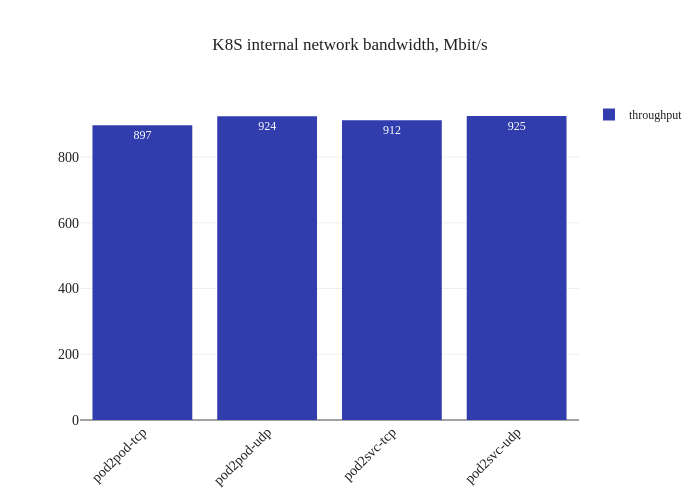 K8S internal network bandwidth, Mbit/s
throughput
897
924
912
925
800
600
400
200
0
pod2pod-tcp
pod2pod-udp
pod2svc-tcp
pod2svc-udp